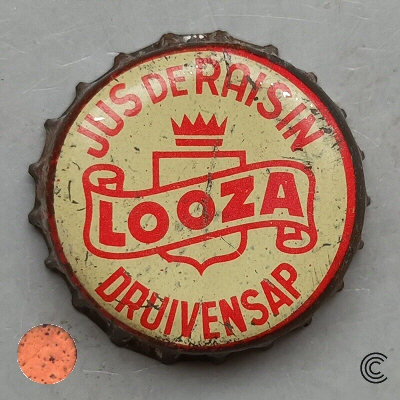 JUS DE RAISIN
LOOZA
DRUIVENSAP